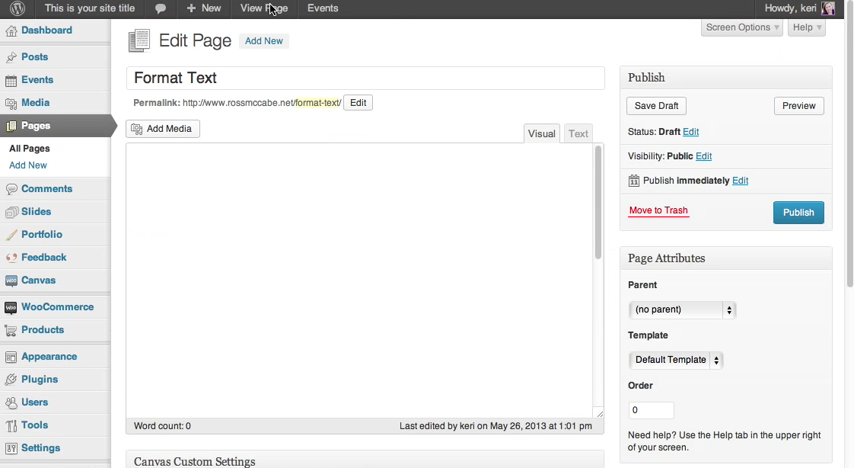 This is your site title
New
View Page
Events
Howdy, keri
Screen Options
Help
Dashboard
Posts
Events
Media
Pages
All Pages
Add New
Comments
Slides
Portfolio
Feedback
Canvas
WooCommerce
Products
Appearance
Plugins
Users
Tools
Settings
Edit Page Add New
Format Text
Permalink: http://www.rossmccabe.net/format-text/ Edit
Add Media
Visual Text
Word count: 0 Last edited by keri on May 26, 2013 at 1:01 pm
Canvas Custom Settings
Publish
Save Draft Preview
Status: Draft Edit
Visibility: Public Edit
Publish immediately Edit
Move to Trash Publish
Page Attributes
Parent
(no parent)
Template
Default Template
Order
0
Need help? Use the Help tab in the upper right
of your screen.